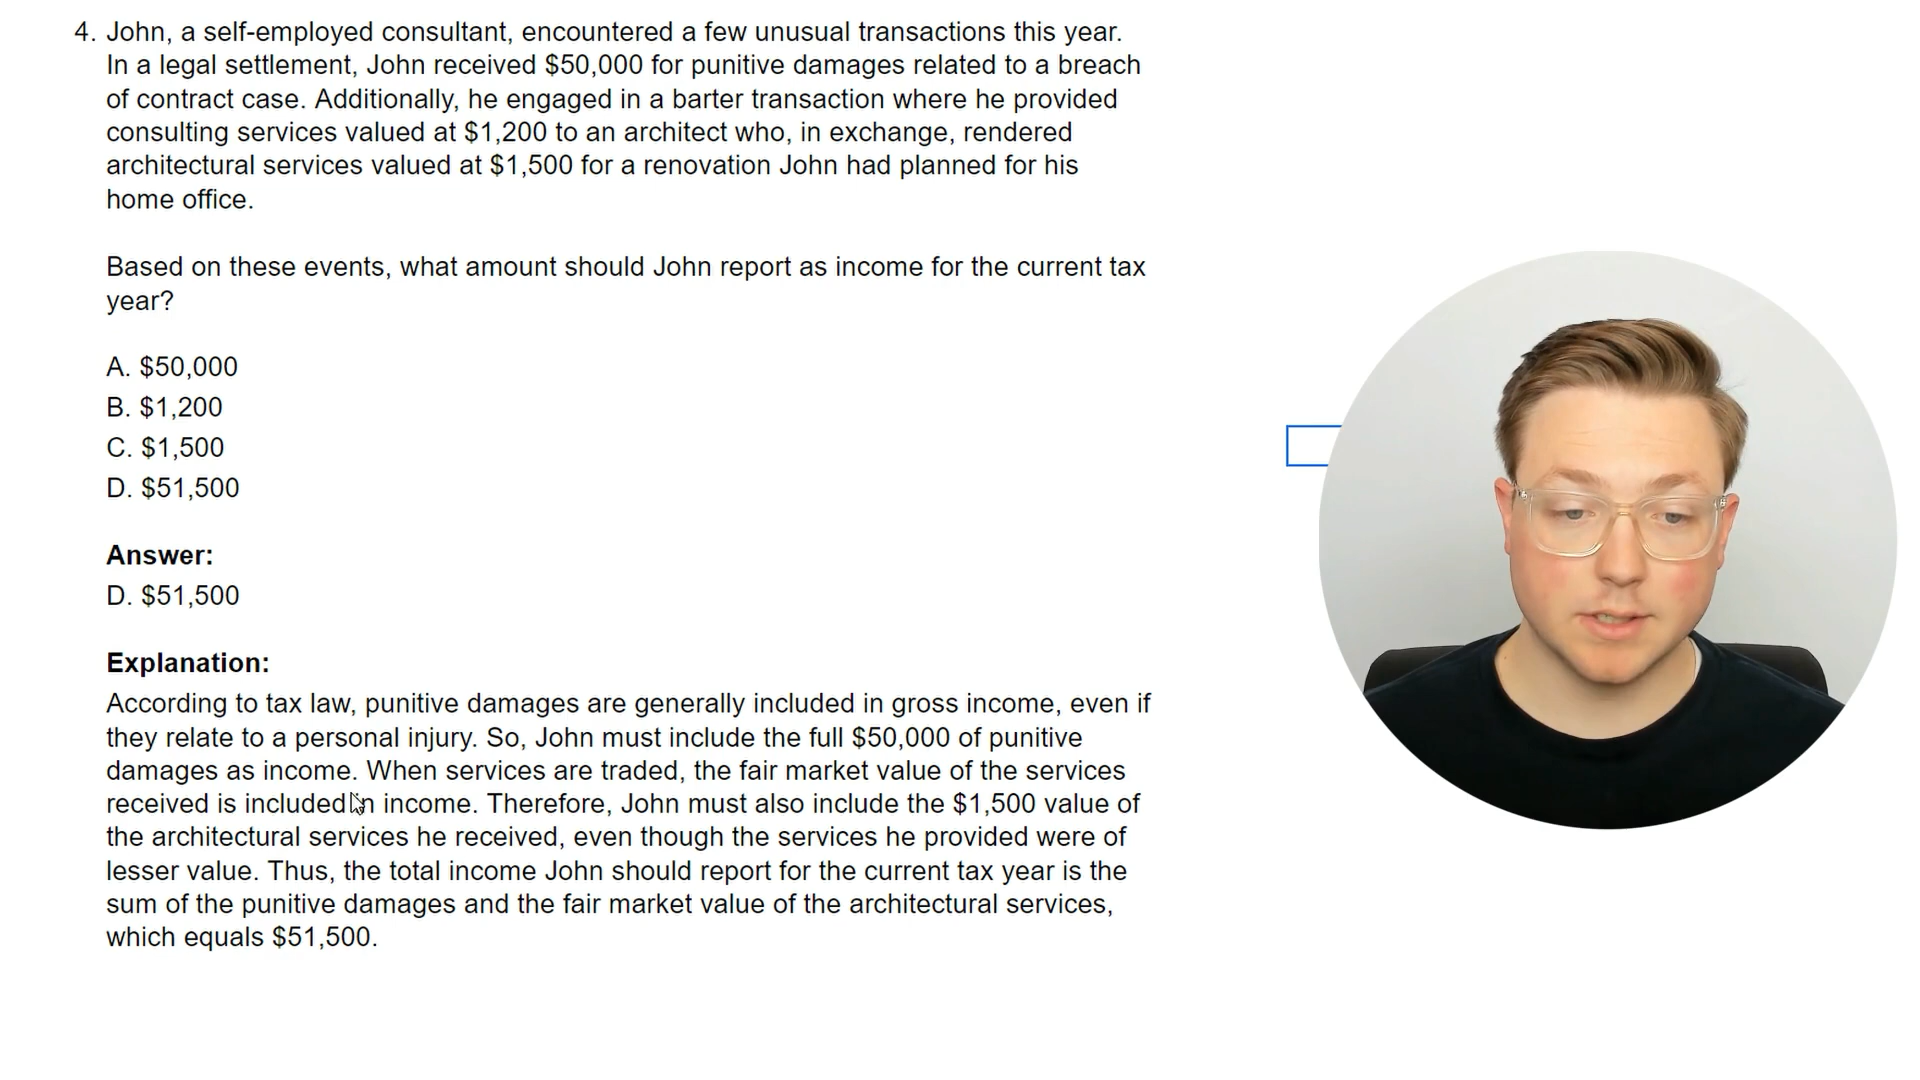 4. John, a self-employed consultant, encountered a few unusual transactions this year.
In a legal settlement, John received $50,000 for punitive damages related to a breach
of contract case. Additionally, he engaged in a barter transaction where he provided
consulting services valued at $1,200 to an architect who, in exchange, rendered
architectural services valued at $1,500 for a renovation John had planned for his
home office.
Based on these events, what amount should John report as income for the current tax
year?
A. $50,000
B. $1,200
C. $1,500
D. $51,500
Answer:
D. $51,500
Explanation:
According to tax law, punitive damages are generally included in gross income, even if
they relate to a personal injury. So, John must include the full $50,000 of punitive
damages as income. When services are traded, the fair market value of the services
received is included in income. Therefore, John must also include the $1,500 value of
the architectural services he received, even though the services he provided were of
lesser value. Thus, the total income John should report for the current tax year is the
sum of the punitive damages and the fair market value of the architectural services,
which equals $51,500.